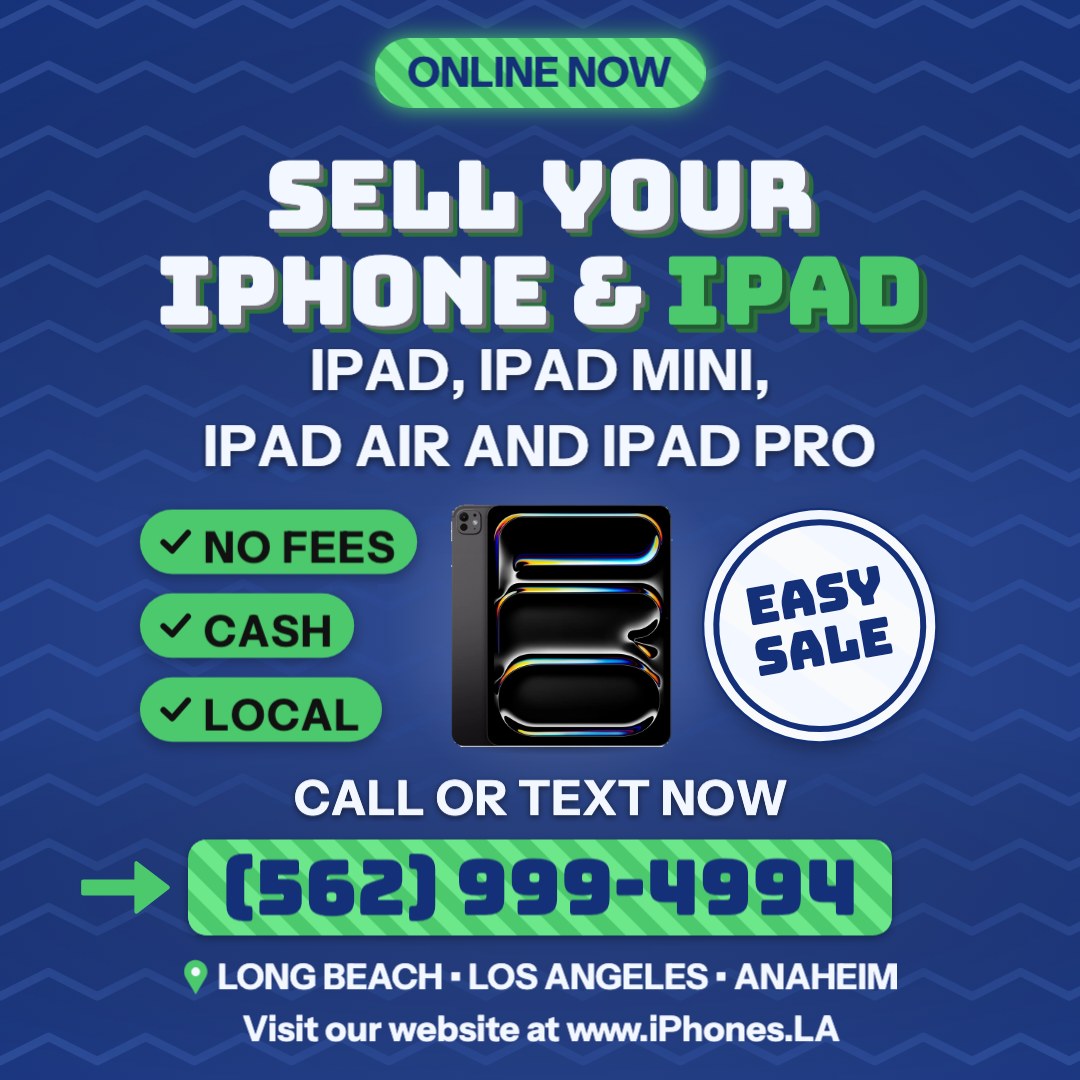 ONLINE NOW
SELL YOUR
IPHONE & IPAD
IPAD, IPAD MINI,
IPAD AIR AND IPAD PRO
✓ NO FEES
✓ CASH
✓ LOCAL
EASY
SALE
CALL OR TEXT NOW
(562) 999-4994
LONG BEACH ▪ LOS ANGELES ▪ ANAHEIM
Visit our website at www.iPhones.LA